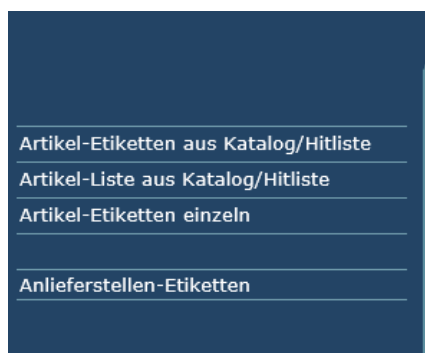 Artikel-Etiketten aus Katalog/Hitliste
Artikel-Liste aus Katalog/Hitliste
Artikel-Etiketten einzeln
Anlieferstellen-Etiketten